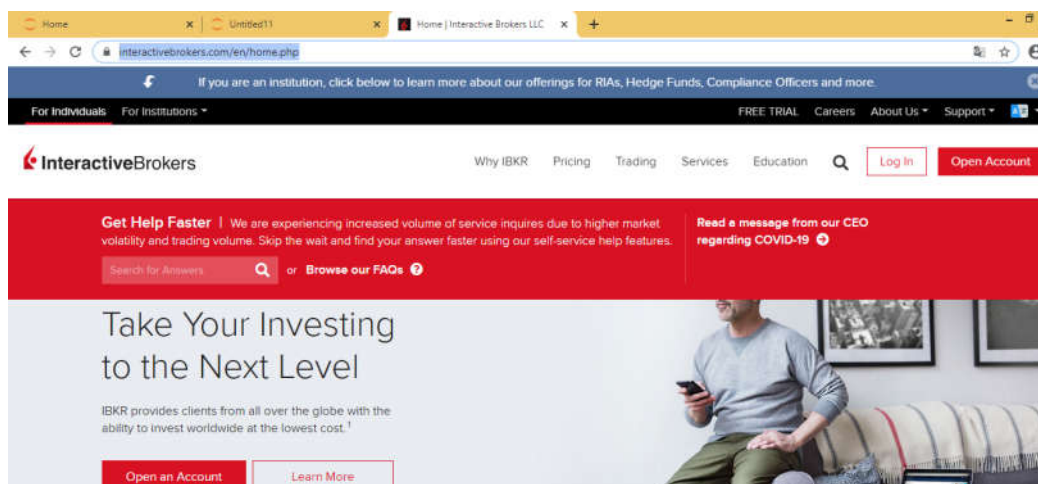 Home
Untitled11
Home | Interactive Brokers LLC
interactivebrokers.com/en/home.php
If you are an institution, click below to learn more about our offerings for RIAs, Hedge Funds, Compliance Officers and more.
For Individuals For Institutions FREE TRIAL Careers About Us Support
InteractiveBrokers Why IBKR Pricing Trading Services Education Log In Open Account
Get Help Faster | We are experiencing increased volume of service inquires due to higher market
volatility and trading volume. Skip the wait and find your answer faster using our self-service help features.
Search for Answers or Browse our FAQs
Read a message from our CEO
regarding COVID-19
Take Your Investing
to the Next Level
IBKR provides clients from all over the globe with the
ability to invest worldwide at the lowest cost.1
Open an Account Learn More